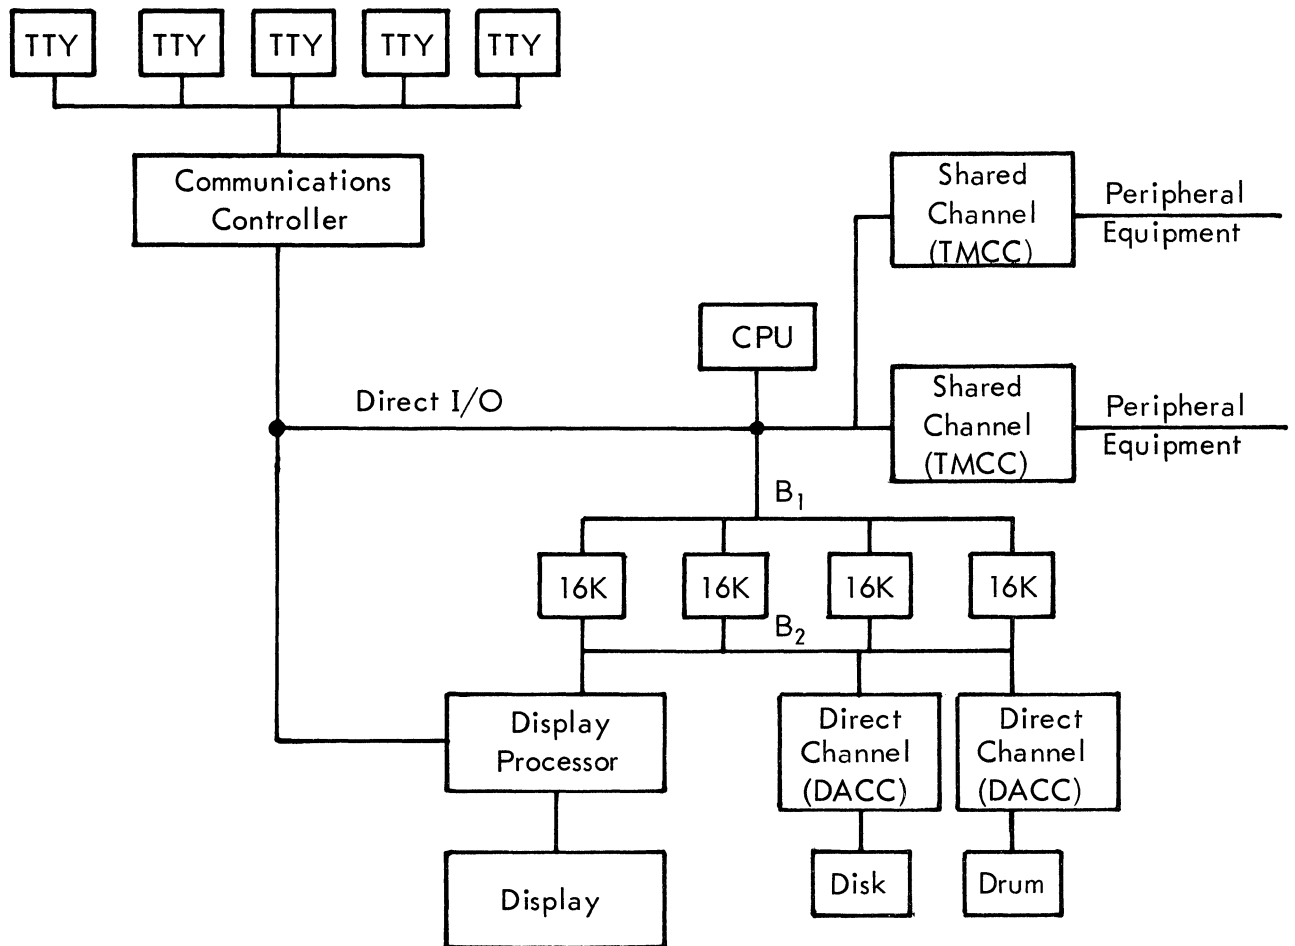 TTY
TTY
TTY
TTY
TTY
Communications
Controller
Shared
Channel
(TMCC)
Peripheral
Equipment
CPU
Direct I/O
Shared
Channel
(TMCC)
Peripheral
Equipment
B1
16K
16K
16K
16K
B2
Display
Processor
Direct
Channel
(DACC)
Direct
Channel
(DACC)
Display
Disk
Drum